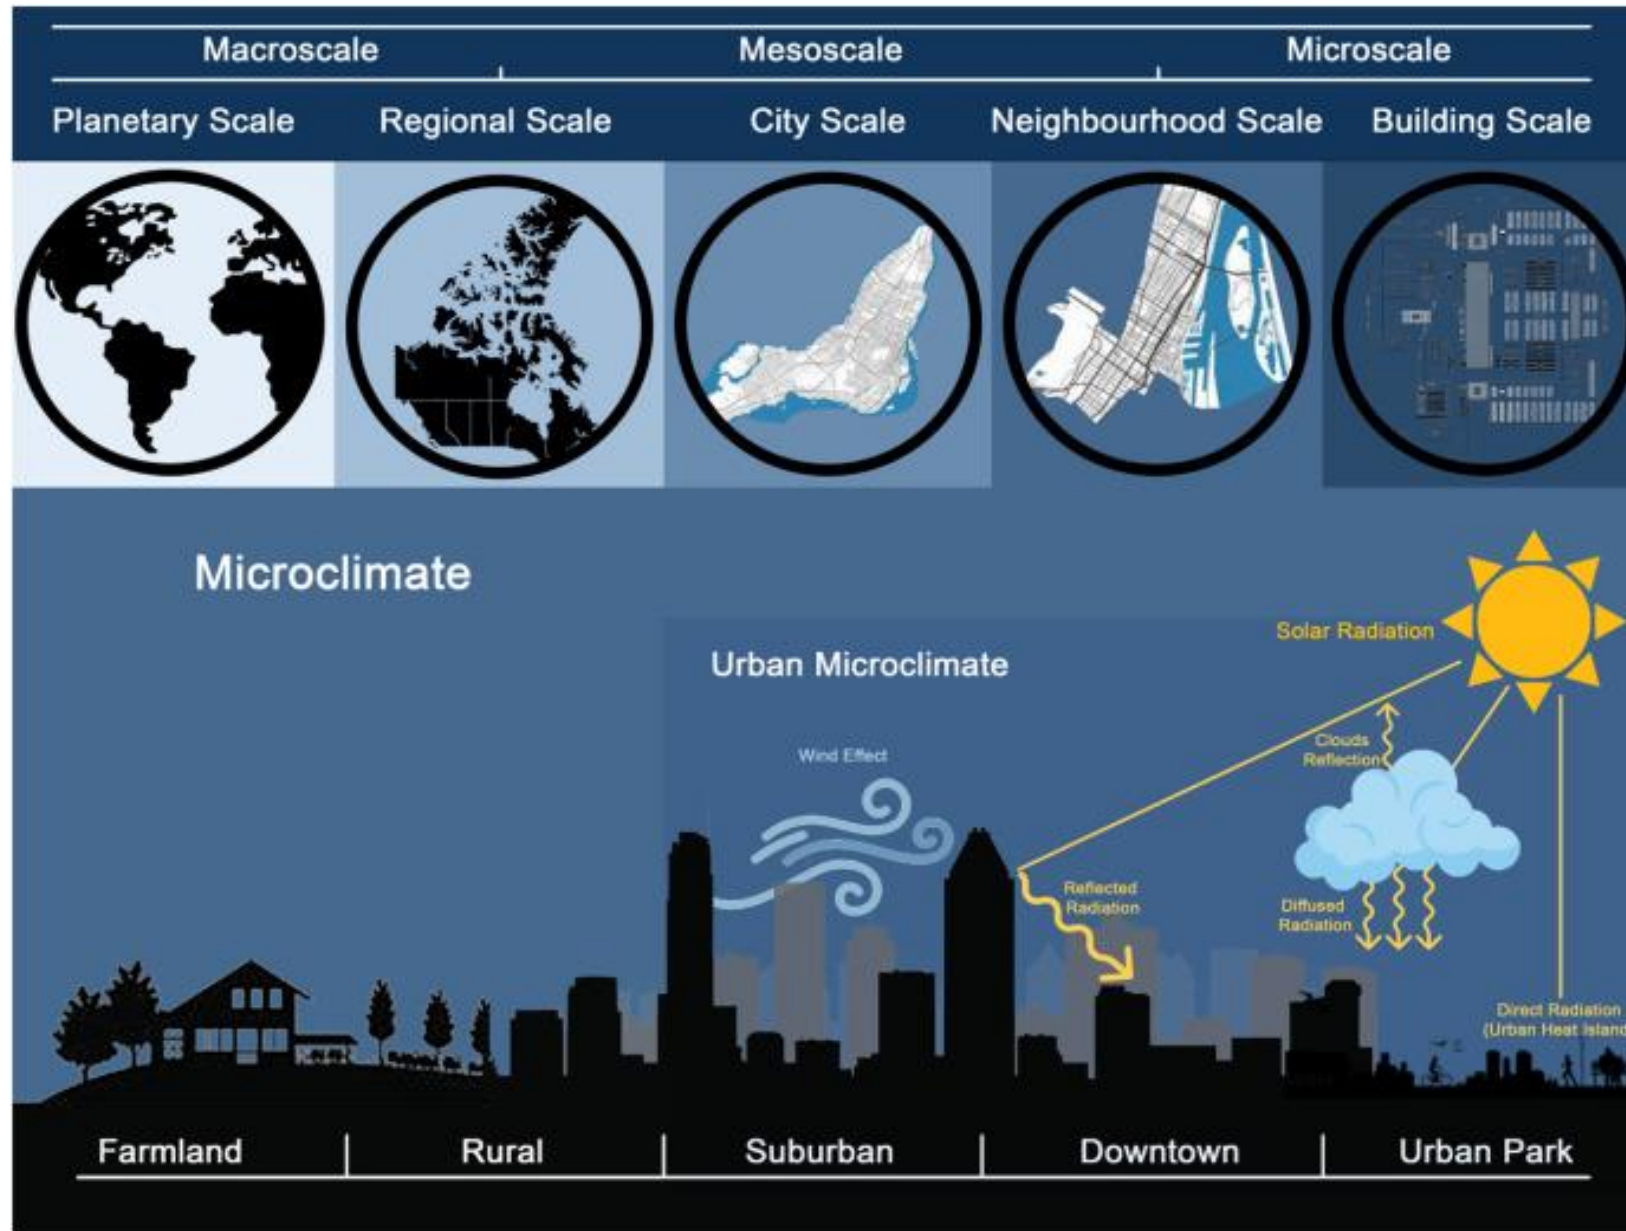 Macroscale Mesoscale Microscale
Planetary Scale Regional Scale City Scale Neighbourhood Scale Building Scale
Microclimate
Solar Radiation
Urban Microclimate
Clouds
Reflection
Wind Effect
Reflected
Radiation
Diffused
Radiation
Direct Radiation
(Urban Heat Island
Farmland Rural Suburban Downtown Urban Park